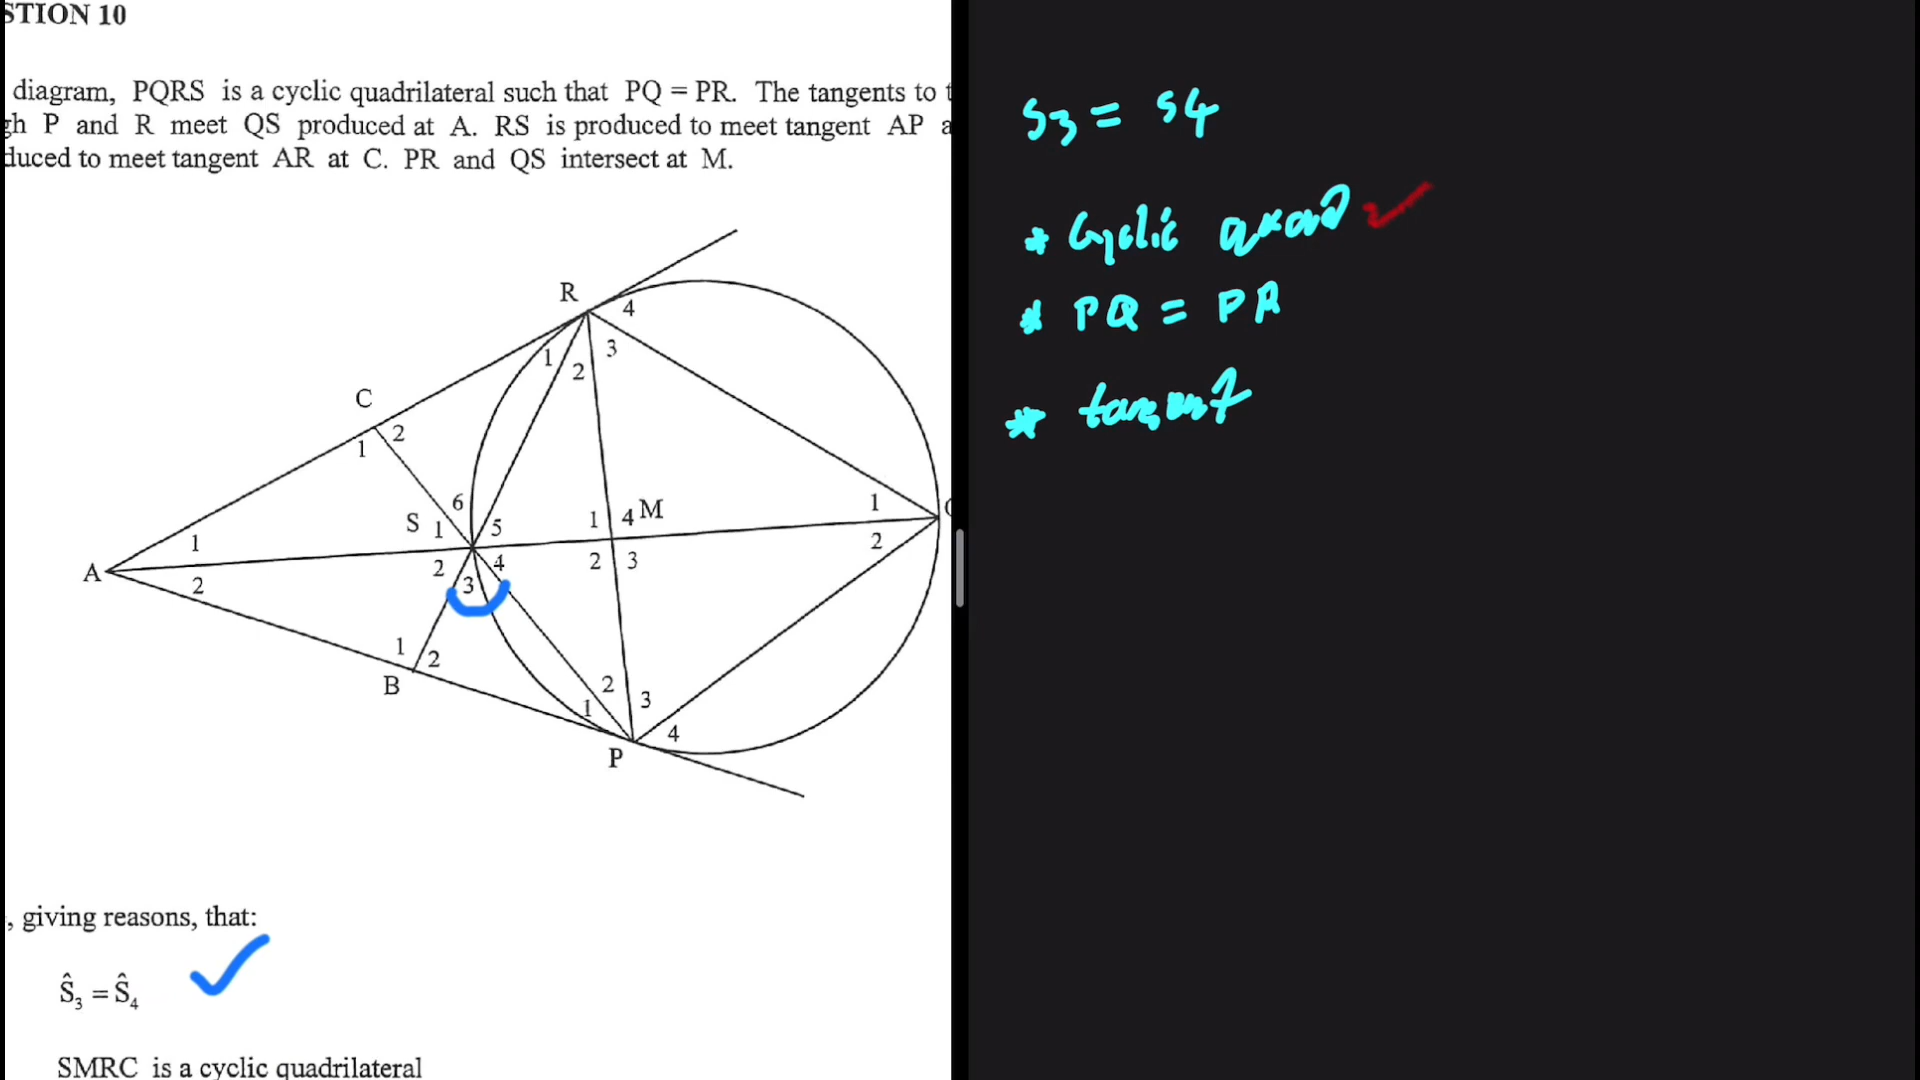 STION 10
diagram, PQRS is a cyclic quadrilateral such that PQ = PR. The tangents to t
gh P and R meet QS produced at A. RS is produced to meet tangent AP a
duced to meet tangent AR at C. PR and QS intersect at M.
R
4
1
3
2
C
2
1
6
S 1
5
1
4 M
1
A
1
2
2
4
3
2
3
2
1
2
B
2
3
1
4
P
, giving reasons, that:
Ŝ₃ = Ŝ₄
SMRC is a cyclic quadrilateral
S3 = S4
* Cyclic quad
* PQ = PR
* tangent